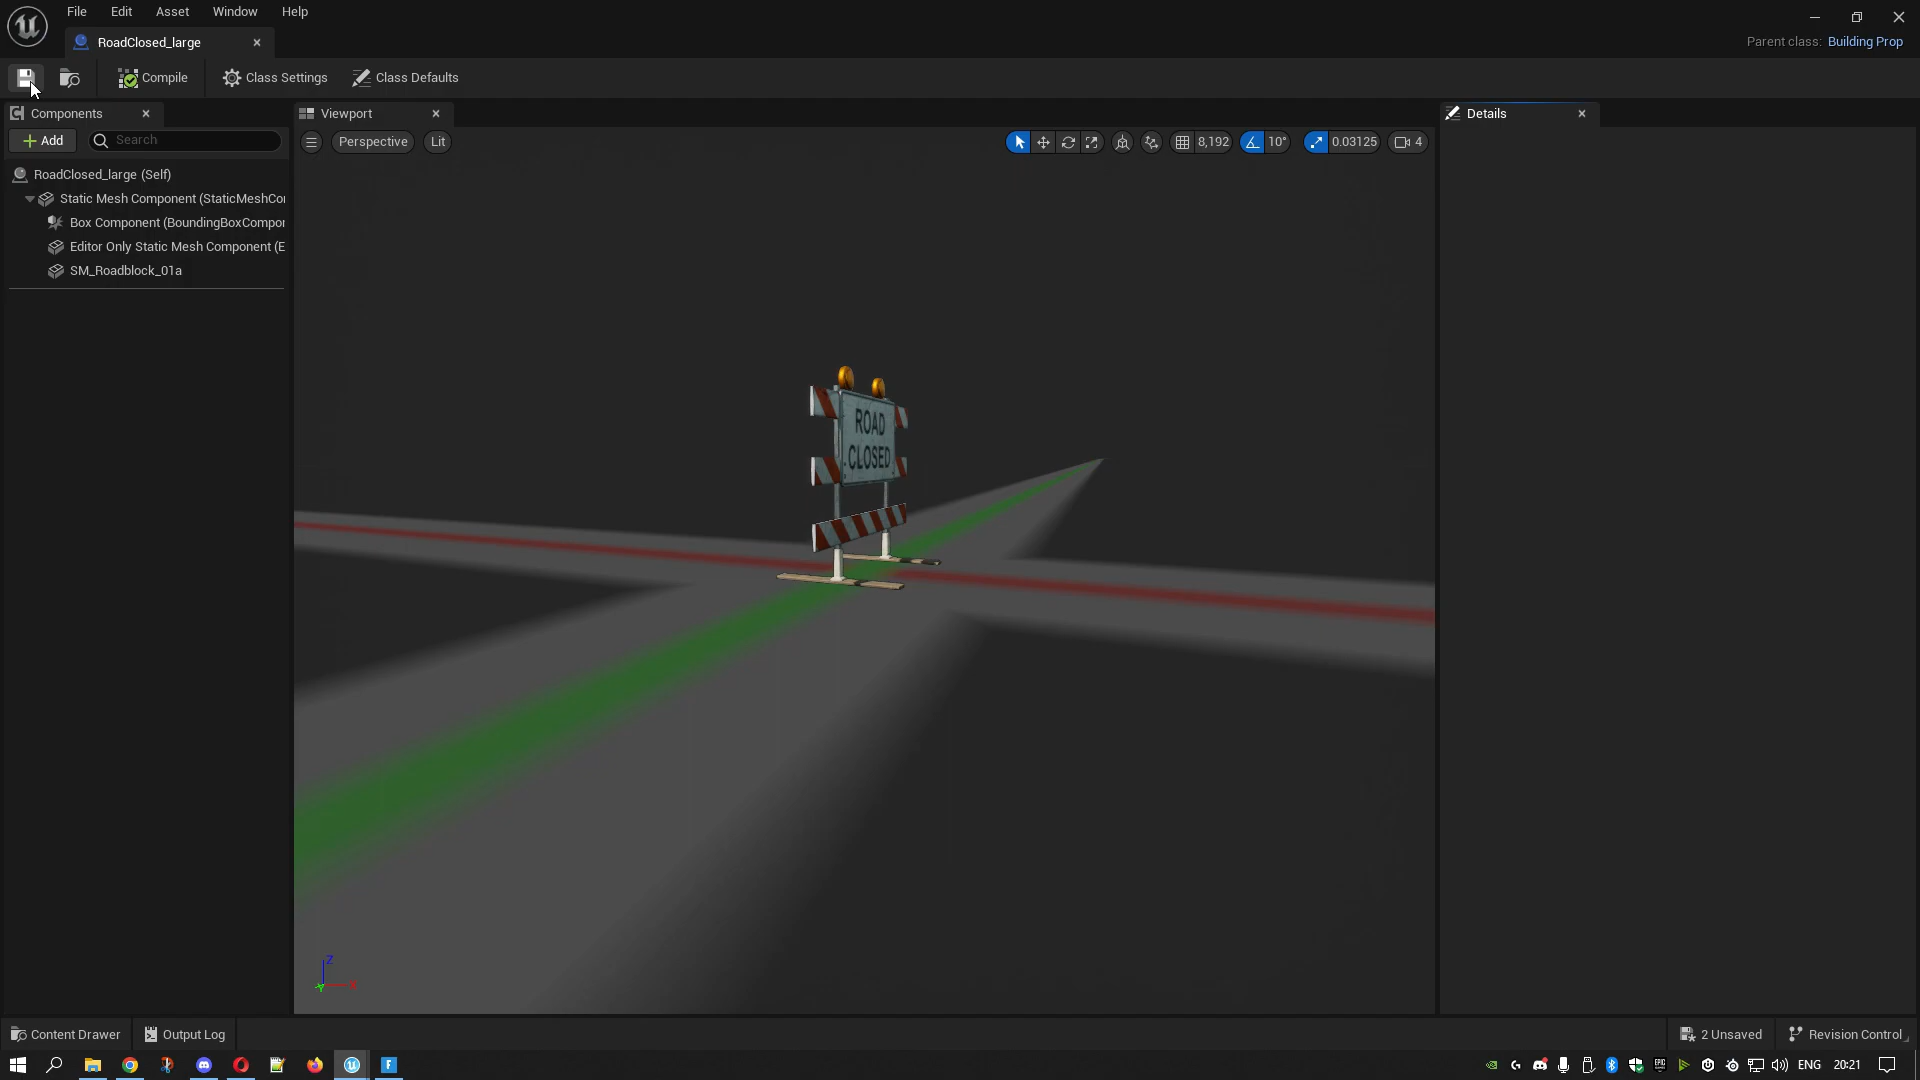 File Edit Asset Window Help
RoadClosed_large
Parent class: Building Prop
Compile Class Settings Class Defaults
Components Viewport Details
Add Search
Perspective Lit 8,192 10° 0.03125 4
RoadClosed_large (Self)
Static Mesh Component (StaticMeshCo
Box Component (BoundingBoxCompor
Editor Only Static Mesh Component (E
SM_Roadblock_01a
ROAD
CLOSED
Z
X
Y
Content Drawer Output Log 2 Unsaved Revision Control
ENG 20:21